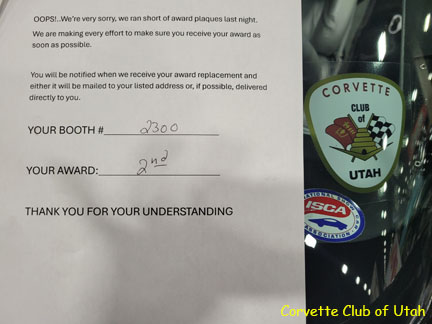 OOPS!..We're very sorry, we ran short of award plaques last night.
We are making every effort to make sure you receive your award as
soon as possible.
You will be notified when we receive your award replacement and
either it will be mailed to your listed address or, if possible, delivered
directly to you.
YOUR BOOTH # 2300
YOUR AWARD: 2nd
THANK YOU FOR YOUR UNDERSTANDING
CORVETTE
CLUB
of
UTAH
ISCA
ASSOCIATION
Corvette Club of Utah